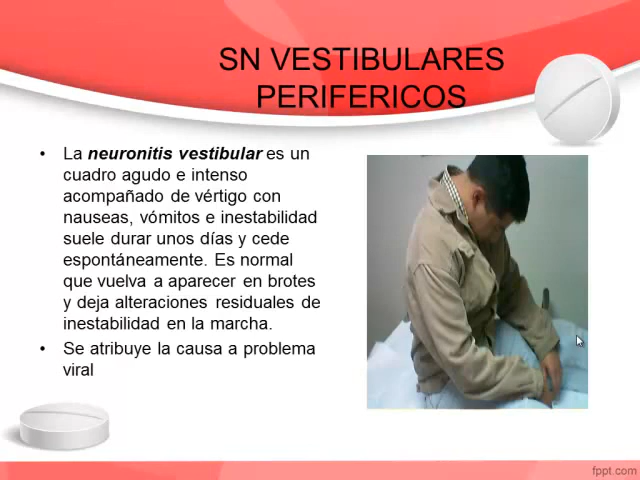 SN VESTIBULARES
PERIFERICOS
• La neuronitis vestibular es un
cuadro agudo e intenso
acompañado de vértigo con
nauseas, vómitos e inestabilidad
suele durar unos días y cede
espontáneamente. Es normal
que vuelva a aparecer en brotes
y deja alteraciones residuales de
inestabilidad en la marcha.
• Se atribuye la causa a problema
viral
fppt.com